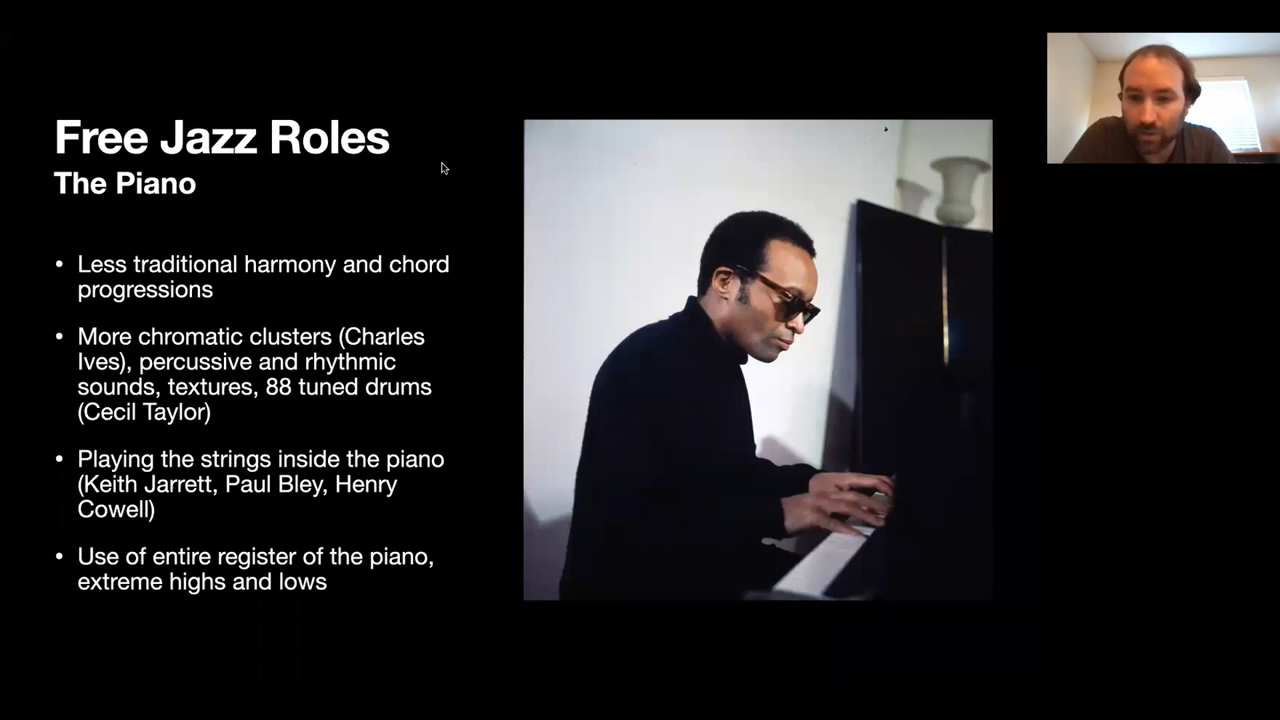 Free Jazz Roles
The Piano
• Less traditional harmony and chord
progressions
• More chromatic clusters (Charles
Ives), percussive and rhythmic
sounds, textures, 88 tuned drums
(Cecil Taylor)
• Playing the strings inside the piano
(Keith Jarrett, Paul Bley, Henry
Cowell)
• Use of entire register of the piano,
extreme highs and lows